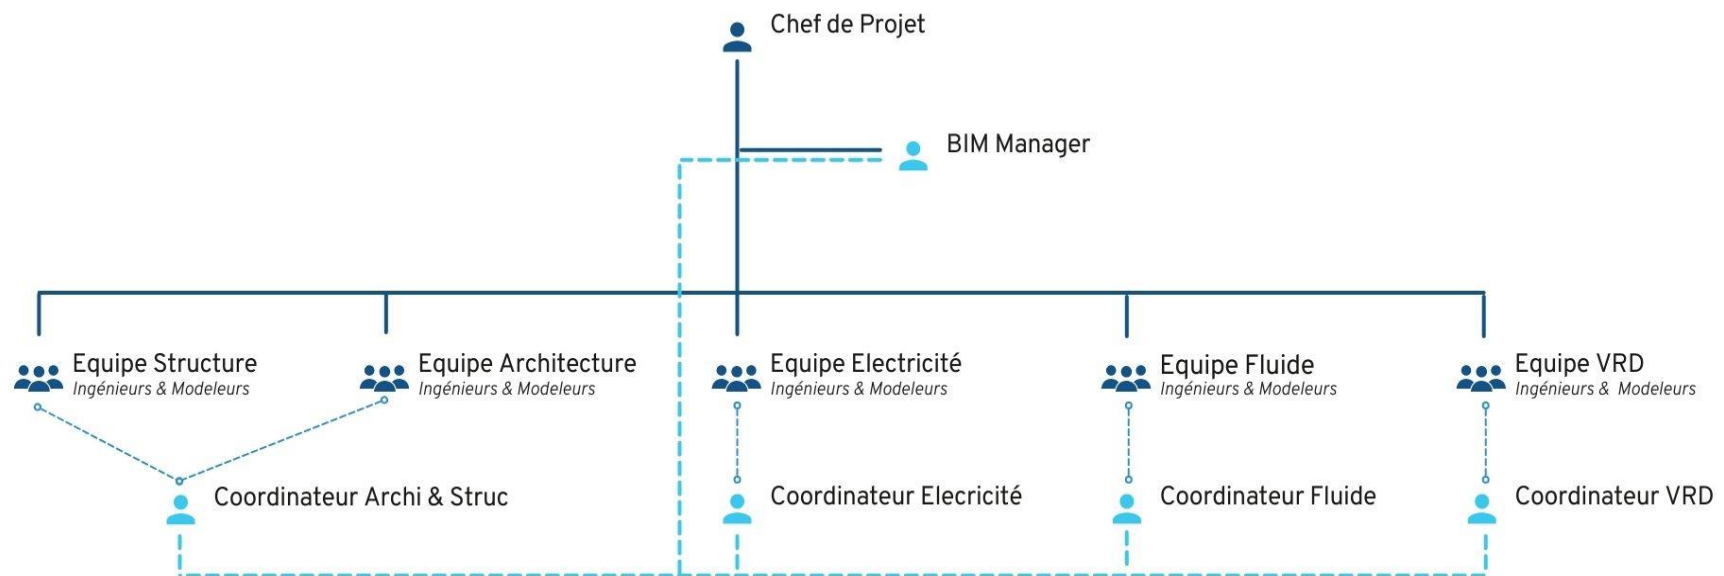 Chef de Projet
BIM Manager
Equipe Structure
Ingénieurs & Modeleurs
Equipe Architecture
Ingénieurs & Modeleurs
Equipe Electricité
Ingénieurs & Modeleurs
Equipe Fluide
Ingénieurs & Modeleurs
Equipe VRD
Ingénieurs & Modeleurs
Coordinateur Archi & Struc
Coordinateur Elecricité
Coordinateur Fluide
Coordinateur VRD